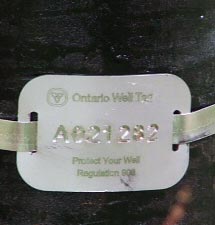 Ontario Well Tag
A021282
Protect Your Well
Regulation 903